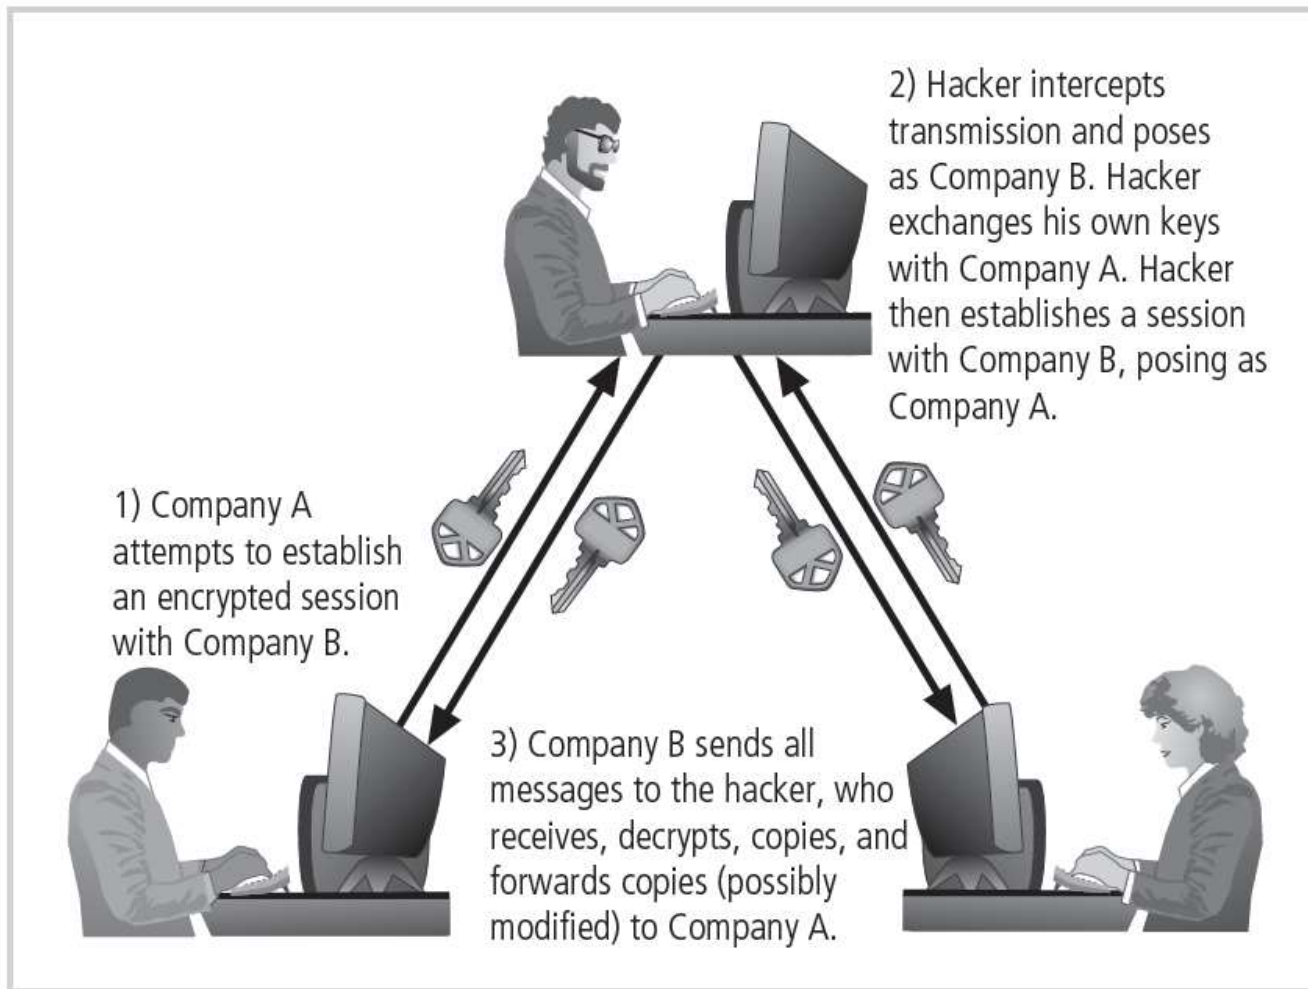 1) Company A
attempts to establish
an encrypted session
with Company B.
2) Hacker intercepts
transmission and poses
as Company B. Hacker
exchanges his own keys
with Company A. Hacker
then establishes a session
with Company B, posing as
Company A.
3) Company B sends all
messages to the hacker, who
receives, decrypts, copies, and
forwards copies (possibly
modified) to Company A.